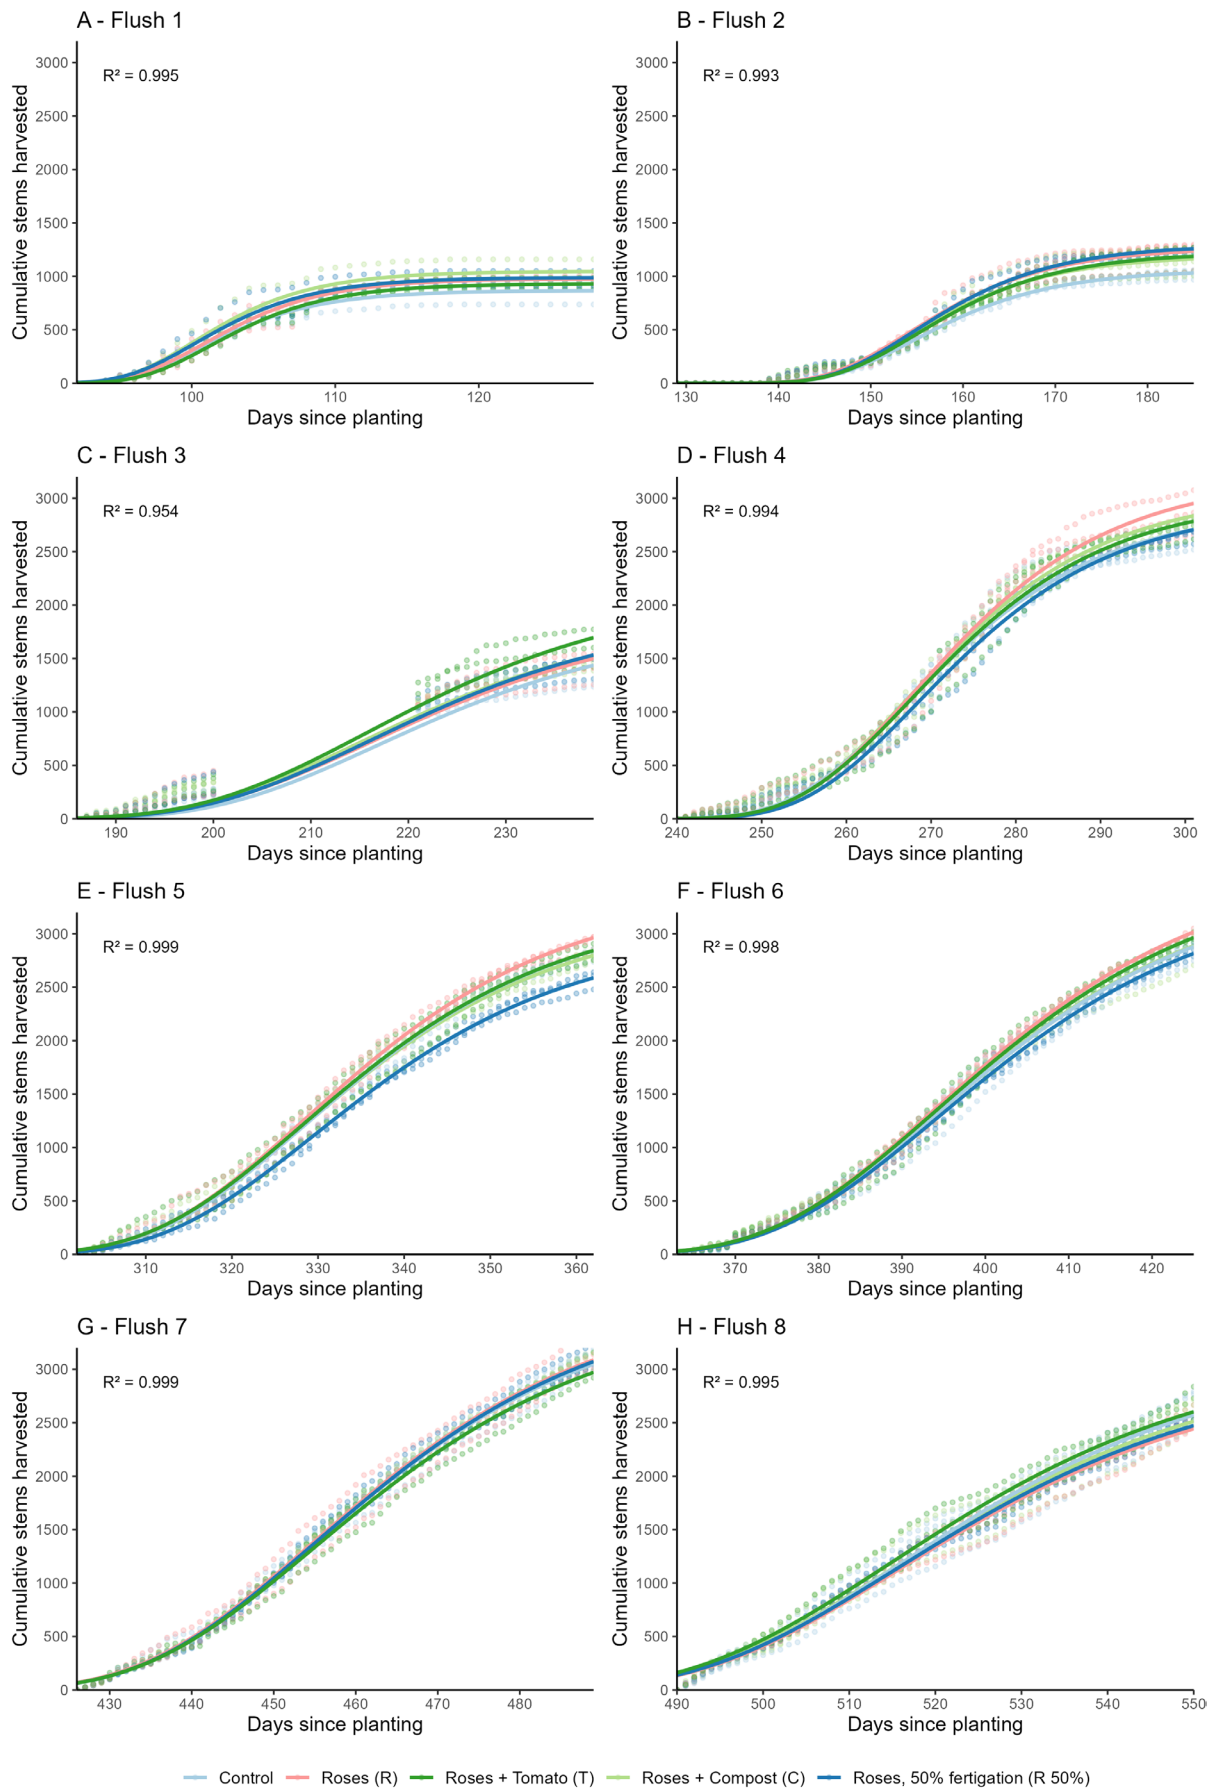 A - Flush 1
R² = 0.995
Cumulative stems harvested
3000
2500
2000
1500
1000
500
0
100
110
120
Days since planting
B - Flush 2
R² = 0.993
Cumulative stems harvested
3000
2500
2000
1500
1000
500
0
130
140
150
160
170
180
Days since planting
C - Flush 3
R² = 0.954
Cumulative stems harvested
3000
2500
2000
1500
1000
500
0
190
200
210
220
230
Days since planting
D - Flush 4
R² = 0.994
Cumulative stems harvested
3000
2500
2000
1500
1000
500
0
240
250
260
270
280
290
300
Days since planting
E - Flush 5
R² = 0.999
Cumulative stems harvested
3000
2500
2000
1500
1000
500
0
310
320
330
340
350
360
Days since planting
F - Flush 6
R² = 0.998
Cumulative stems harvested
3000
2500
2000
1500
1000
500
0
370
380
390
400
410
420
Days since planting
G - Flush 7
R² = 0.999
Cumulative stems harvested
3000
2500
2000
1500
1000
500
0
430
440
450
460
470
480
Days since planting
H - Flush 8
R² = 0.995
Cumulative stems harvested
3000
2500
2000
1500
1000
500
0
490
500
510
520
530
540
550
Days since planting
Control
Roses (R)
Roses + Tomato (T)
Roses + Compost (C)
Roses, 50% fertigation (R 50%)